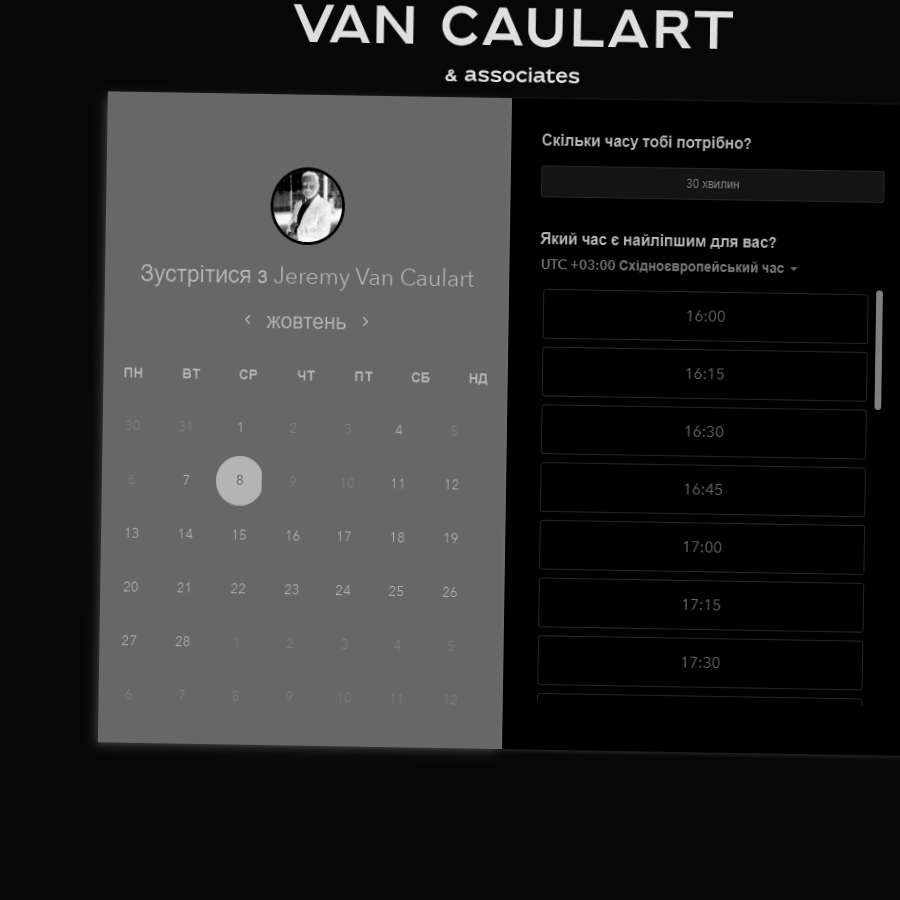 VAN CAULART
& associates
Зустрітися з Jeremy Van Caulart
жовтень
ПН ВТ СР ЧТ ПТ СБ НД
30 31 1 2 3 4 5
6 7 8 9 10 11 12
13 14 15 16 17 18 19
20 21 22 23 24 25 26
27 28 1 2 3 4 5
6 7 8 9 10 11 12
Скільки часу тобі потрібно?
30 хвилин
Який час є найліпшим для вас?
UTC +03:00 Східноєвропейський час
16:00
16:15
16:30
16:45
17:00
17:15
17:30